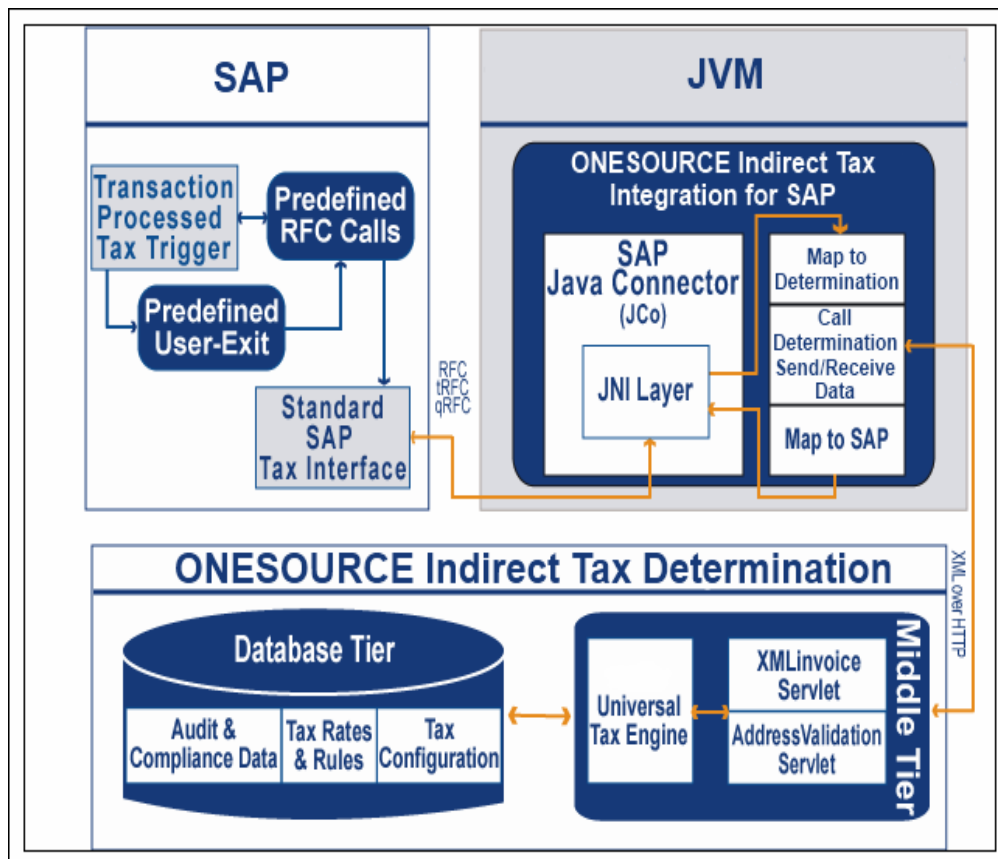 SAP
Transaction
Processed
Tax Trigger
Predefined
RFC Calls
Predefined
User-Exit
Standard
SAP
Tax Interface
RFC
tRFC
qRFC
JVM
ONESOURCE Indirect Tax
Integration for SAP
SAP
Java Connector
(JCo)
JNI Layer
Map to
Determination
Call
Determination
Send/Receive
Data
Map to SAP
XML over HTTP
ONESOURCE Indirect Tax Determination
Database Tier
Audit &
Compliance Data
Tax Rates
& Rules
Tax
Configuration
Universal
Tax Engine
XMLinvoice
Servlet
AddressValidation
Servlet
Middle Tier